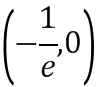 (-1/e, 0)